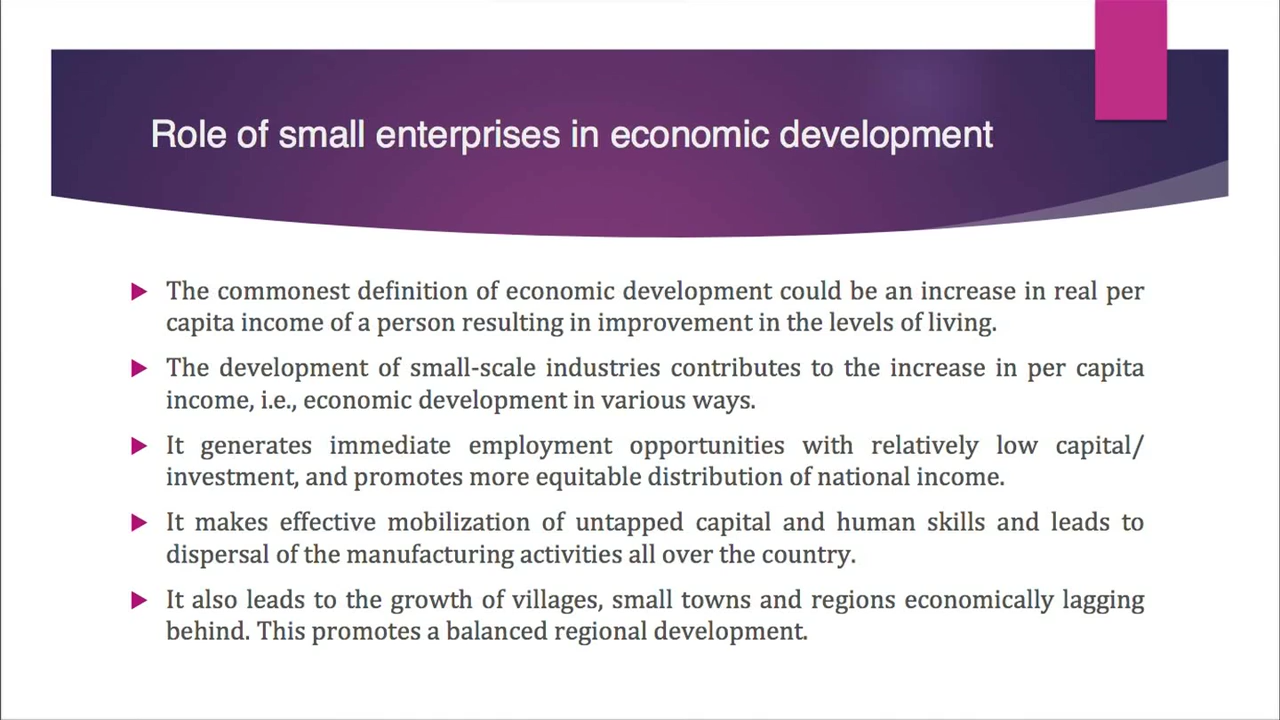 Role of small enterprises in economic development
The commonest definition of economic development could be an increase in real per
capita income of a person resulting in improvement in the levels of living.
The development of small-scale industries contributes to the increase in per capita
income, i.e., economic development in various ways.
It generates immediate employment opportunities with relatively low capital/
investment, and promotes more equitable distribution of national income.
It makes effective mobilization of untapped capital and human skills and leads to
dispersal of the manufacturing activities all over the country.
It also leads to the growth of villages, small towns and regions economically lagging
behind. This promotes a balanced regional development.